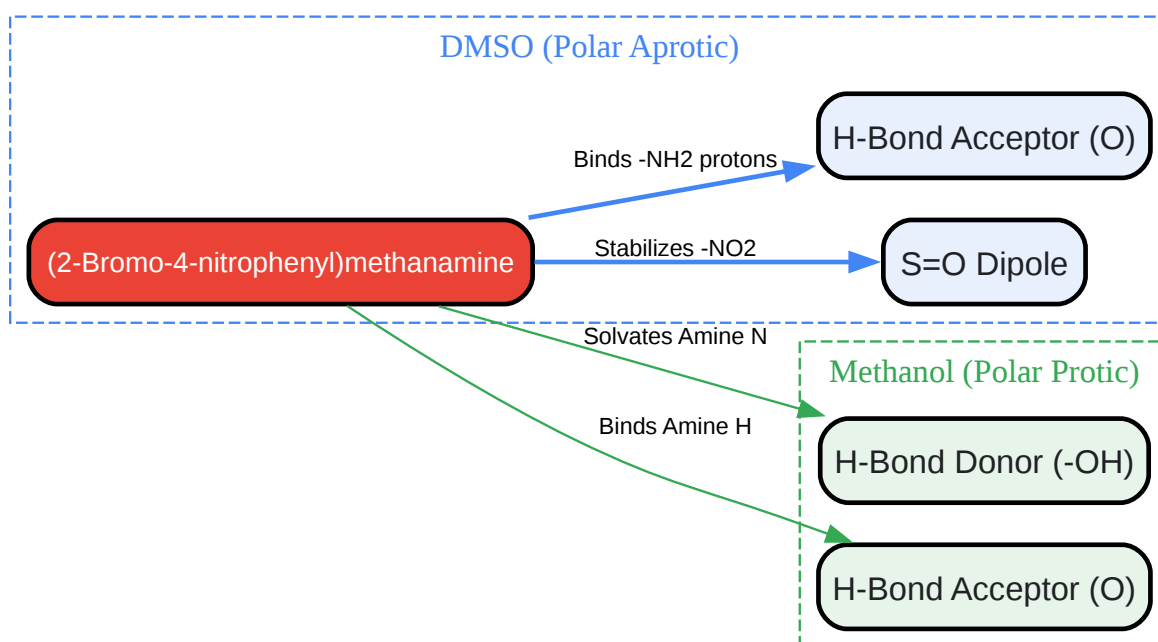 DMSO (Polar Aprotic)
H-Bond Acceptor (O)
Binds -NH2 protons
(2-Bromo-4-nitrophenyl)methanamine
Stabilizes -NO2
S=O Dipole
Solvates Amine N
Methanol (Polar Protic)
Binds Amine H
H-Bond Donor (-OH)
H-Bond Acceptor (O)